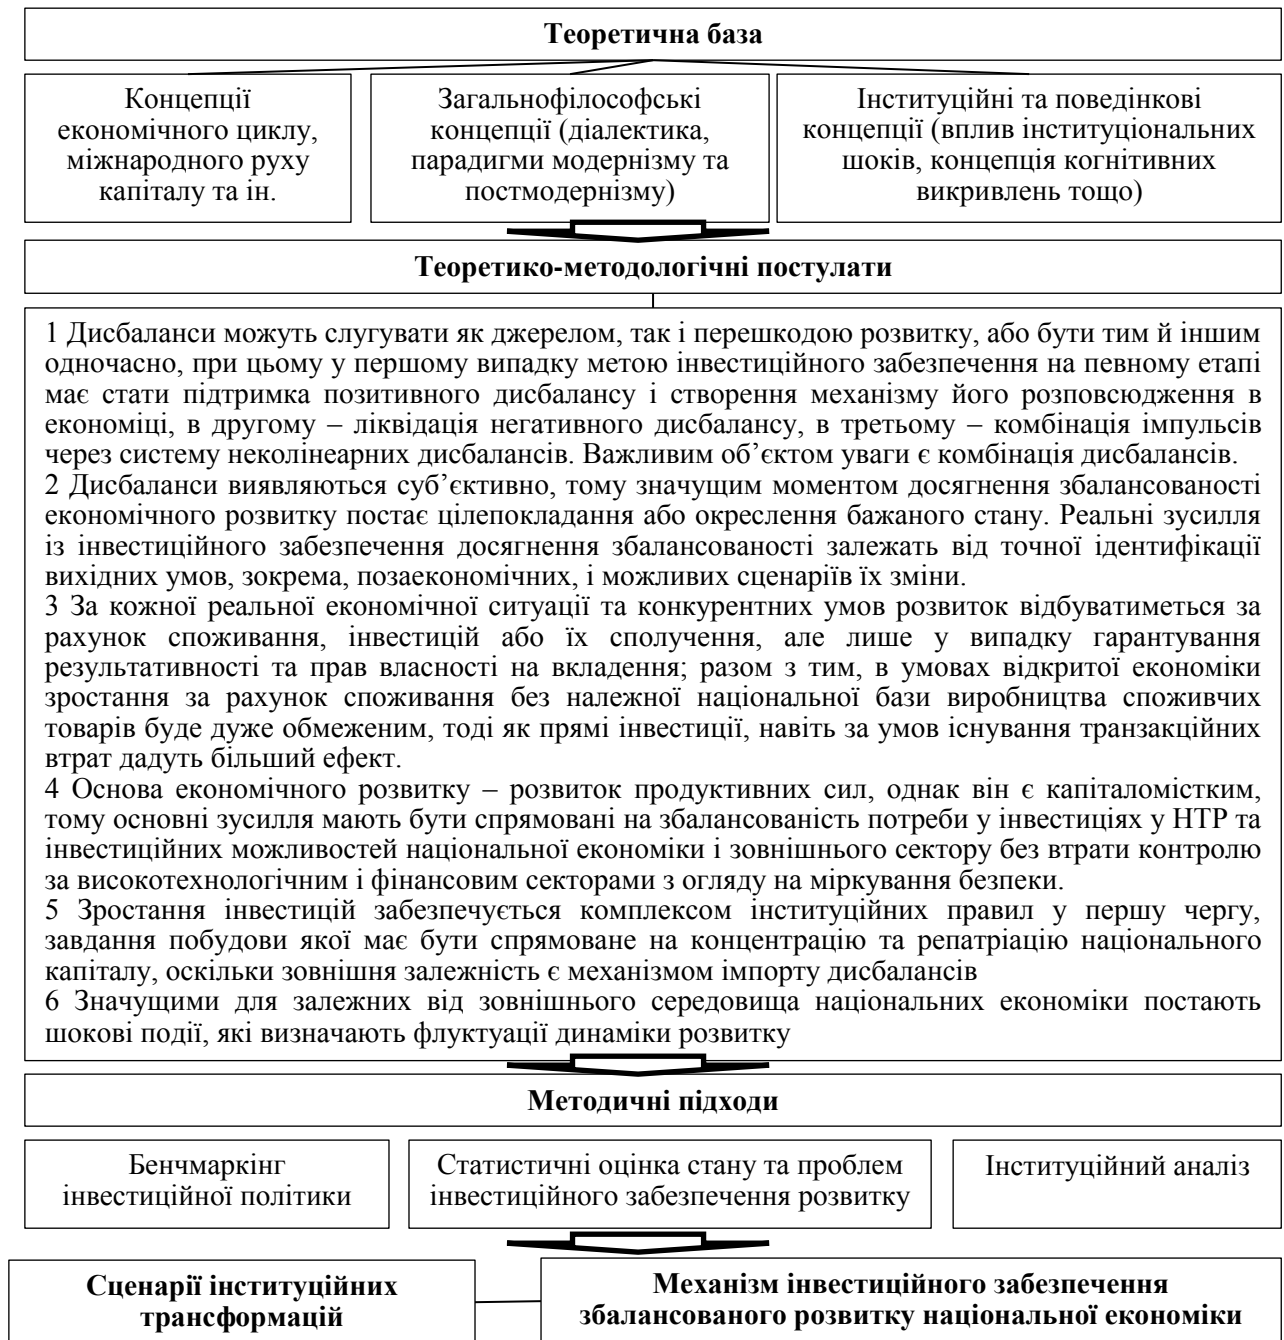 Теоретична база
Концепції
економічного циклу,
міжнародного руху
капіталу та ін.
Загальнофілософські
концепції (діалектика,
парадигми модернізму та
постмодернізму)
Інституційні та поведінкові
концепції (вплив інституціональних
шоків, концепція когнітивних
викривлень тощо)
Теоретико-методологічні постулати
1 Дисбаланси можуть слугувати як джерелом, так і перешкодою розвитку, або бути тим й іншим
одночасно, при цьому у першому випадку метою інвестиційного забезпечення на певному етапі
має стати підтримка позитивного дисбалансу і створення механізму його розповсюдження в
економіці, в другому – ліквідація негативного дисбалансу, в третьому – комбінація імпульсів
через систему неколінеарних дисбалансів. Важливим об’єктом уваги є комбінація дисбалансів.
2 Дисбаланси виявляються суб’єктивно, тому значущим моментом досягнення збалансованості
економічного розвитку постає цілепокладання або окреслення бажаного стану. Реальні зусилля
із інвестиційного забезпечення досягнення збалансованості залежать від точної ідентифікації
вихідних умов, зокрема, позаекономічних, і можливих сценаріїв їх зміни.
3 За кожної реальної економічної ситуації та конкурентних умов розвиток відбуватиметься за
рахунок споживання, інвестицій або їх сполучення, але лише у випадку гарантування
результативності та прав власності на вкладення; разом з тим, в умовах відкритої економіки
зростання за рахунок споживання без належної національної бази виробництва споживчих
товарів буде дуже обмеженим, тоді як прямі інвестиції, навіть за умов існування транзакційних
втрат дадуть більший ефект.
4 Основа економічного розвитку – розвиток продуктивних сил, однак він є капіталомістким,
тому основні зусилля мають бути спрямовані на збалансованість потреби у інвестиціях у НТР та
інвестиційних можливостей національної економіки і зовнішнього сектору без втрати контролю
за високотехнологічним і фінансовим секторами з огляду на міркування безпеки.
5 Зростання інвестицій забезпечується комплексом інституційних правил у першу чергу,
завдання побудови якої має бути спрямоване на концентрацію та репатріацію національного
капіталу, оскільки зовнішня залежність є механізмом імпорту дисбалансів
6 Значущими для залежних від зовнішнього середовища національних економіки постають
шокові події, які визначають флуктуації динаміки розвитку
Методичні підходи
Бенчмаркінг
інвестиційної політики
Статистичні оцінка стану та проблем
інвестиційного забезпечення розвитку
Інституційний аналіз
Сценарії інституційних
трансформацій
Механізм інвестиційного забезпечення
збалансованого розвитку національної економіки